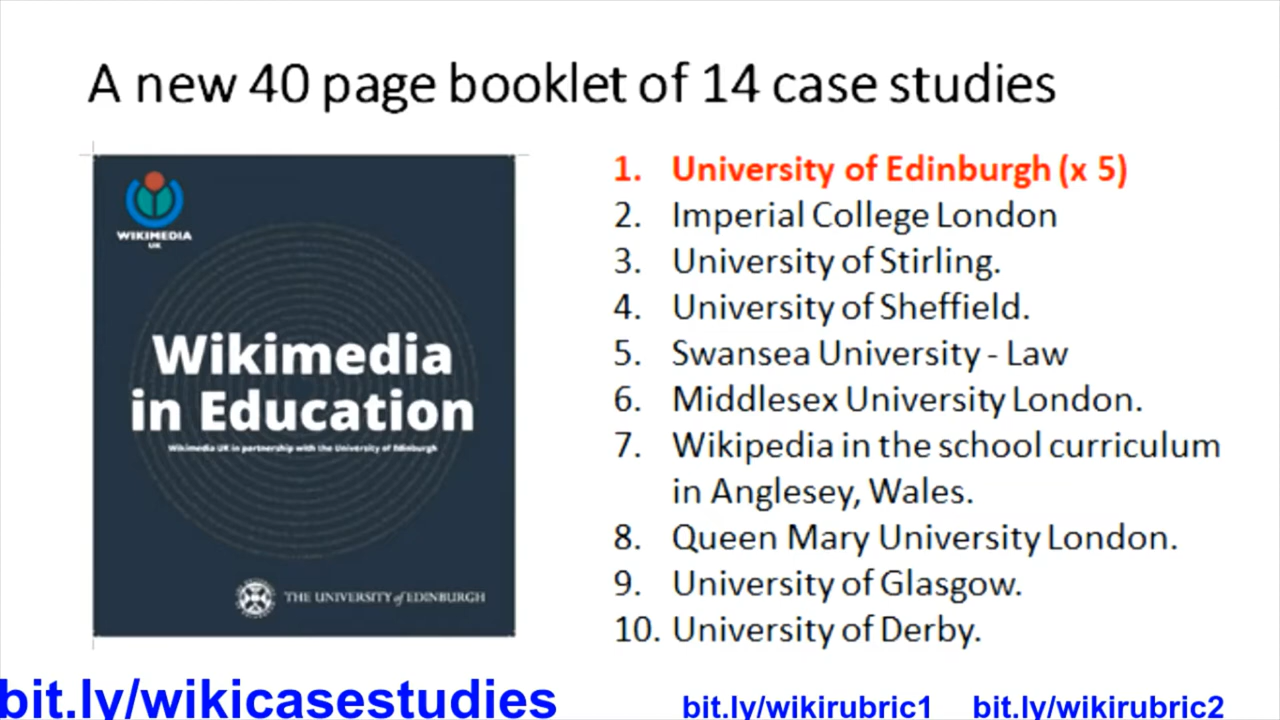 A new 40 page booklet of 14 case studies
WIKIMEDIA
UK
Wikimedia
in Education
Wikimedia UK in partnership with the University of Edinburgh
THE UNIVERSITY of EDINBURGH
1. University of Edinburgh (x 5)
2. Imperial College London
3. University of Stirling.
4. University of Sheffield.
5. Swansea University - Law
6. Middlesex University London.
7. Wikipedia in the school curriculum
in Anglesey, Wales.
8. Queen Mary University London.
9. University of Glasgow.
10. University of Derby.
bit.ly/wikicasestudies
bit.ly/wikirubric1 bit.ly/wikirubric2